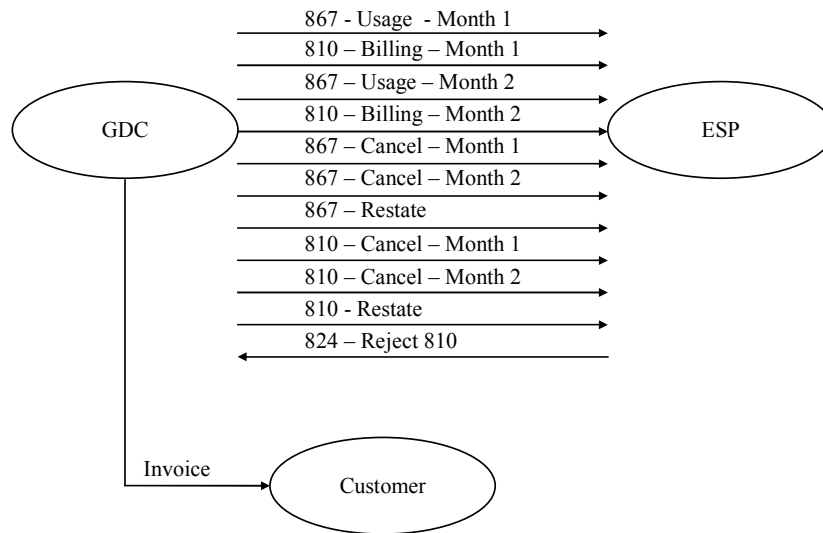 867 - Usage - Month 1
810 – Billing – Month 1
867 – Usage – Month 2
810 – Billing – Month 2
GDC
ESP
867 – Cancel – Month 1
867 – Cancel – Month 2
867 – Restate
810 – Cancel – Month 1
810 – Cancel – Month 2
810 - Restate
824 – Reject 810
Invoice
Customer